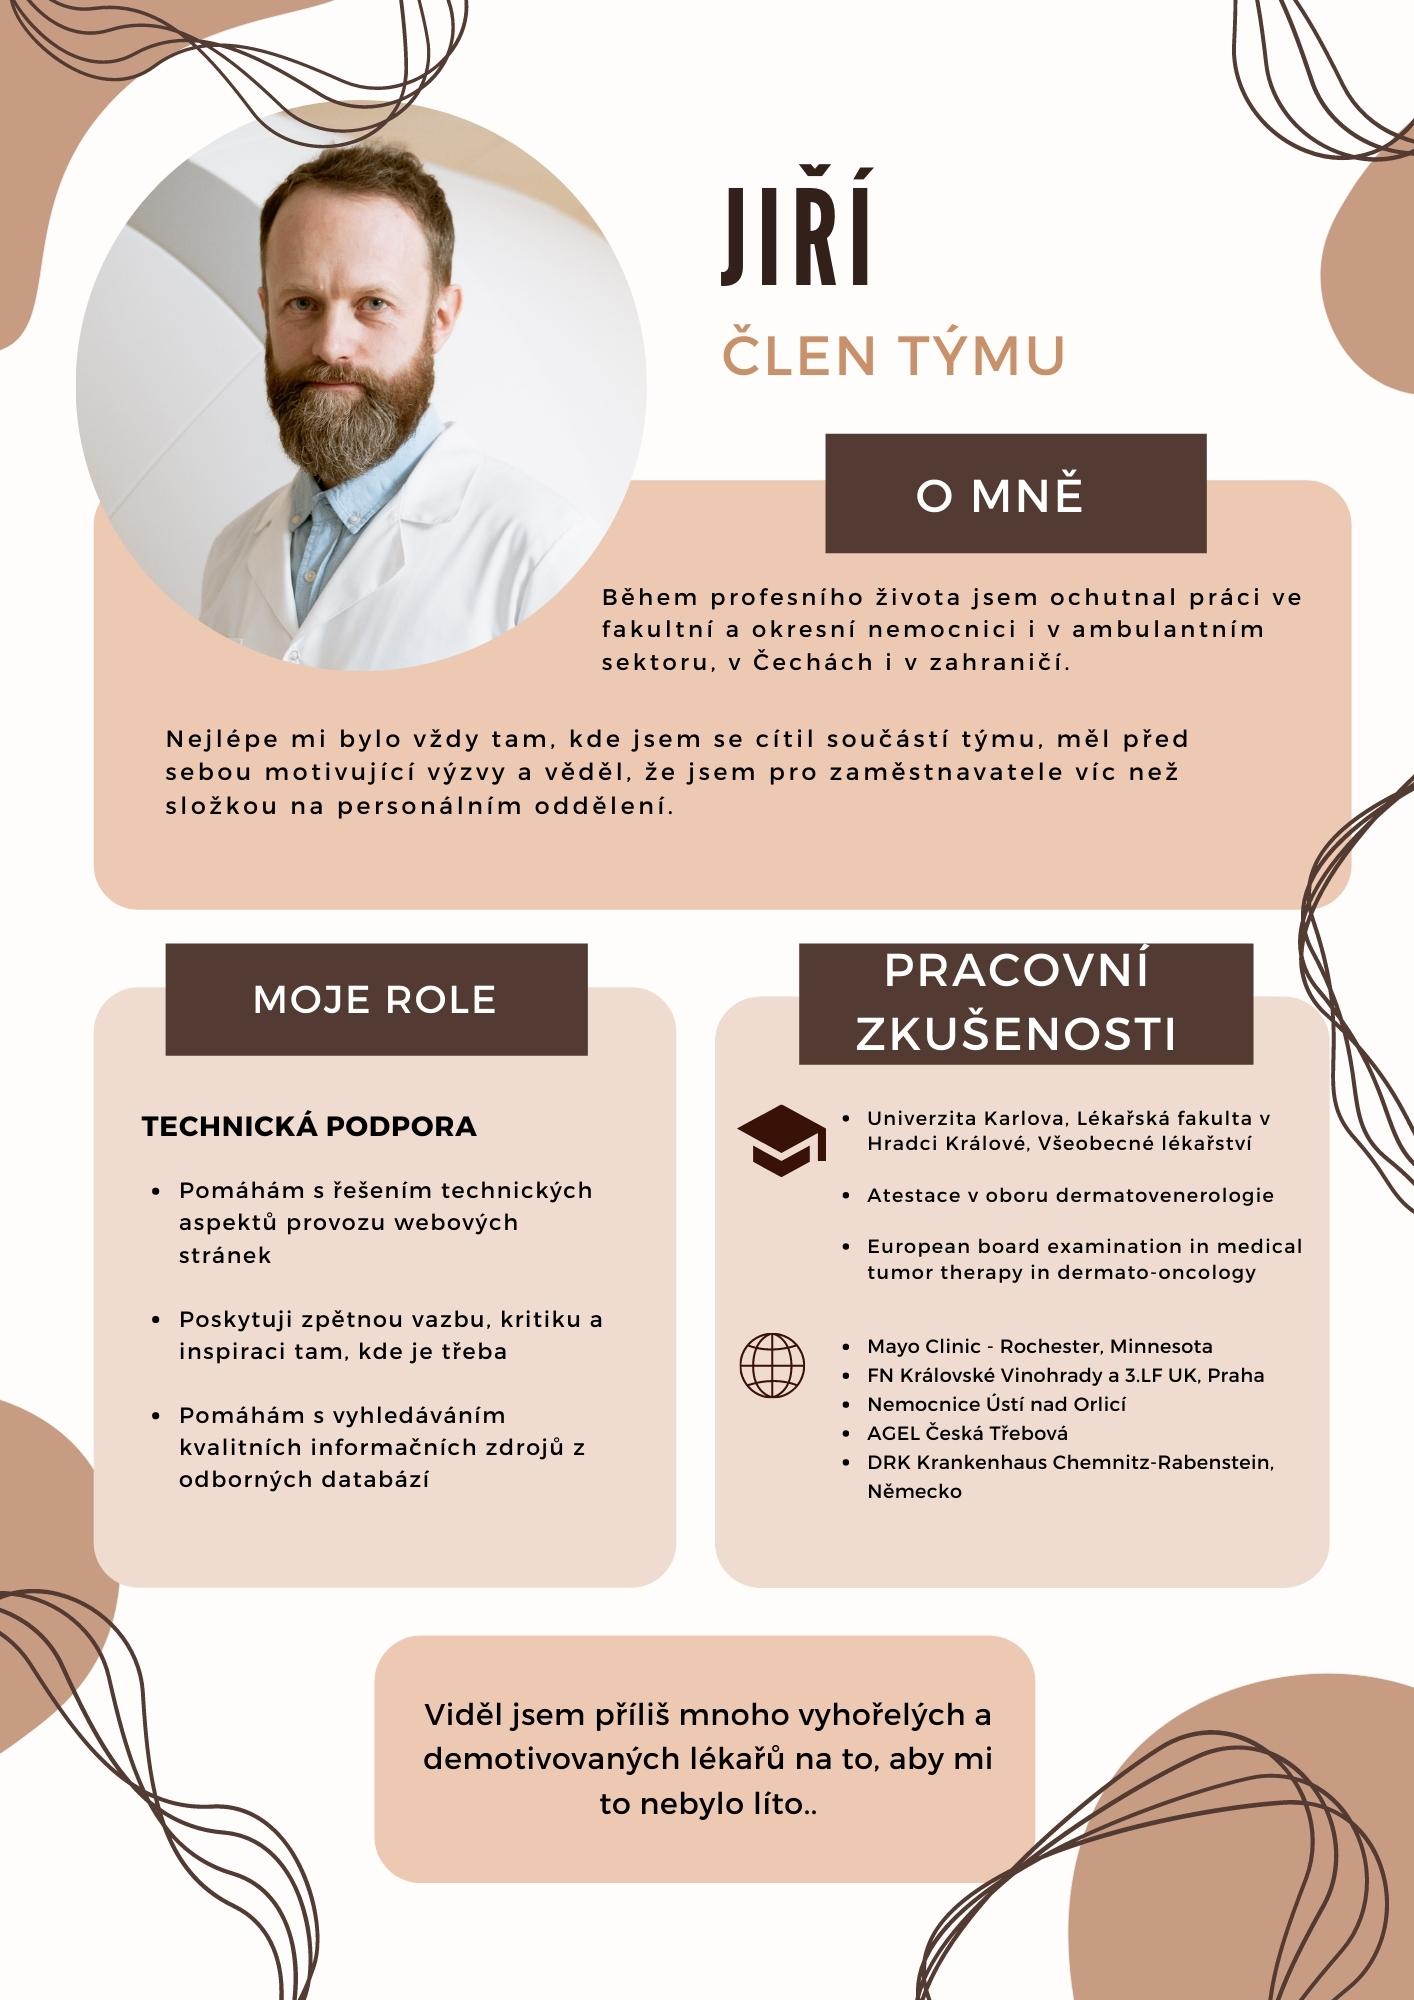 JIŘÍ
ČLEN TÝMU
O MNĚ
Během profesního života jsem ochutnal práci ve
fakultní a okresní nemocnici i v ambulantním
sektoru, v Čechách i v zahraničí.
Nejlépe mi bylo vždy tam, kde jsem se cítil součástí týmu, měl před
sebou motivující výzvy a věděl, že jsem pro zaměstnavatele víc než
složkou na personálním oddělení.
MOJE ROLE
TECHNICKÁ PODPORA
• Pomáhám s řešením technických
aspektů provozu webových
stránek
• Poskytuji zpětnou vazbu, kritiku a
inspiraci tam, kde je třeba
• Pomáhám s vyhledáváním
kvalitních informačních zdrojů z
odborných databází
PRACOVNÍ
ZKUŠENOSTI
• Univerzita Karlova, Lékařská fakulta v
Hradci Králové, Všeobecné lékařství
• Atestace v oboru dermatovenerologie
• European board examination in medical
tumor therapy in dermato-oncology
• Mayo Clinic - Rochester, Minnesota
• FN Královské Vinohrady a 3.LF UK, Praha
• Nemocnice Ústí nad Orlicí
• AGEL Česká Třebová
• DRK Krankenhaus Chemnitz-Rabenstein,
Německo
Viděl jsem příliš mnoho vyhořelých a
demotivovaných lékařů na to, aby mi
to nebylo líto..